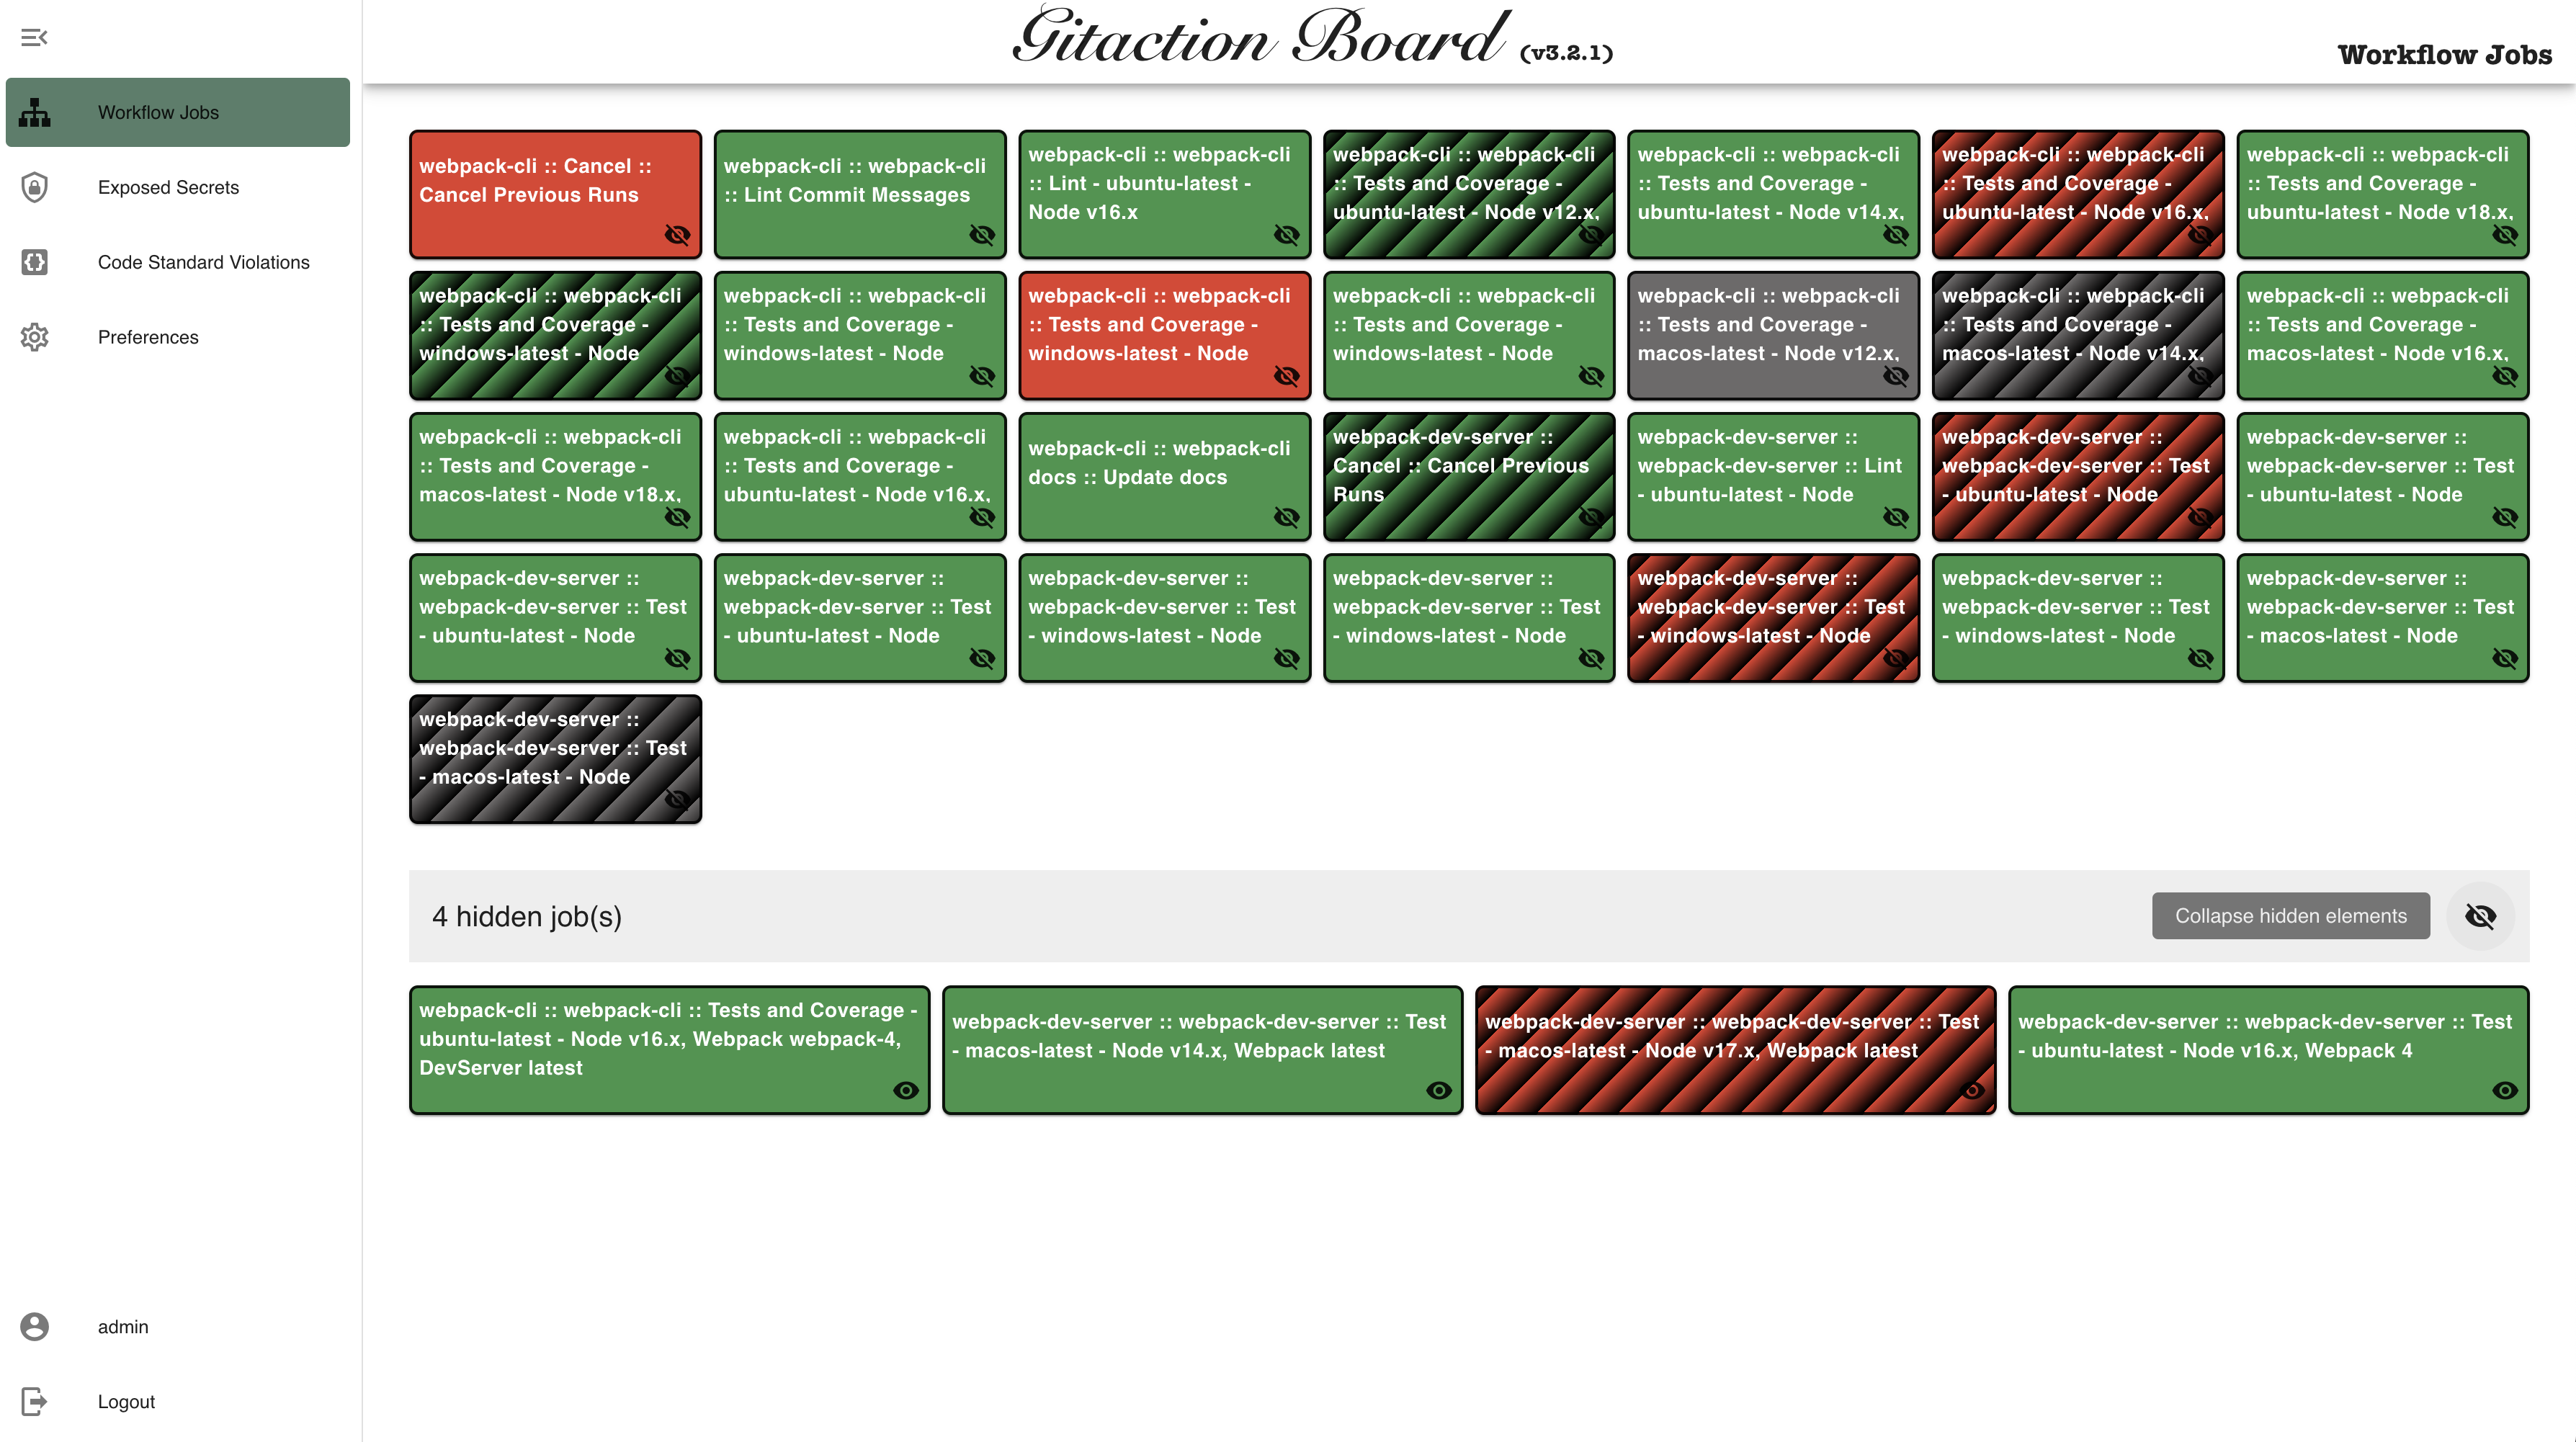 Gitaction Board (v3.2.1)
Workflow Jobs
Workflow Jobs
Exposed Secrets
Code Standard Violations
Preferences
admin
Logout
webpack-cli :: Cancel ::
Cancel Previous Runs
webpack-cli :: webpack-cli
:: Lint Commit Messages
webpack-cli :: webpack-cli
:: Lint - ubuntu-latest -
Node v16.x
webpack-cli :: webpack-cli
:: Tests and Coverage -
ubuntu-latest - Node v12.x,
webpack-cli :: webpack-cli
:: Tests and Coverage -
ubuntu-latest - Node v14.x,
webpack-cli :: webpack-cli
:: Tests and Coverage -
ubuntu-latest - Node v16.x,
webpack-cli :: webpack-cli
:: Tests and Coverage -
ubuntu-latest - Node v18.x,
webpack-cli :: webpack-cli
:: Tests and Coverage -
windows-latest - Node
webpack-cli :: webpack-cli
:: Tests and Coverage -
windows-latest - Node
webpack-cli :: webpack-cli
:: Tests and Coverage -
windows-latest - Node
webpack-cli :: webpack-cli
:: Tests and Coverage -
windows-latest - Node
webpack-cli :: webpack-cli
:: Tests and Coverage -
macos-latest - Node v12.x,
webpack-cli :: webpack-cli
:: Tests and Coverage -
macos-latest - Node v14.x,
webpack-cli :: webpack-cli
:: Tests and Coverage -
macos-latest - Node v16.x,
webpack-cli :: webpack-cli
:: Tests and Coverage -
macos-latest - Node v18.x,
webpack-cli :: webpack-cli
:: Tests and Coverage -
ubuntu-latest - Node v16.x,
webpack-cli :: webpack-cli
docs :: Update docs
webpack-dev-server ::
Cancel :: Cancel Previous
Runs
webpack-dev-server ::
webpack-dev-server :: Lint
- ubuntu-latest - Node
webpack-dev-server ::
webpack-dev-server :: Test
- ubuntu-latest - Node
webpack-dev-server ::
webpack-dev-server :: Test
- ubuntu-latest - Node
webpack-dev-server ::
webpack-dev-server :: Test
- ubuntu-latest - Node
webpack-dev-server ::
webpack-dev-server :: Test
- ubuntu-latest - Node
webpack-dev-server ::
webpack-dev-server :: Test
- windows-latest - Node
webpack-dev-server ::
webpack-dev-server :: Test
- windows-latest - Node
webpack-dev-server ::
webpack-dev-server :: Test
- windows-latest - Node
webpack-dev-server ::
webpack-dev-server :: Test
- windows-latest - Node
webpack-dev-server ::
webpack-dev-server :: Test
- macos-latest - Node
webpack-dev-server ::
webpack-dev-server :: Test
- macos-latest - Node
4 hidden job(s)
Collapse hidden elements
webpack-cli :: webpack-cli :: Tests and Coverage -
ubuntu-latest - Node v16.x, Webpack webpack-4,
DevServer latest
webpack-dev-server :: webpack-dev-server :: Test
- macos-latest - Node v14.x, Webpack latest
webpack-dev-server :: webpack-dev-server :: Test
- macos-latest - Node v17.x, Webpack latest
webpack-dev-server :: webpack-dev-server :: Test
- ubuntu-latest - Node v16.x, Webpack 4